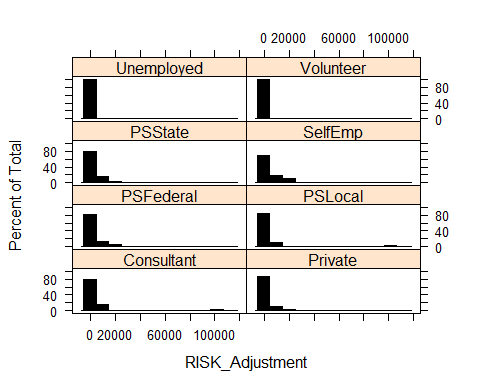 0 20000 60000 100000
Unemployed Volunteer
0 40 80
PSState SelfEmp
0 40 80
PSFederal PSLocal
0 40 80
Consultant Private
0 40 80
0 20000 60000 100000
Percent of Total
RISK_Adjustment